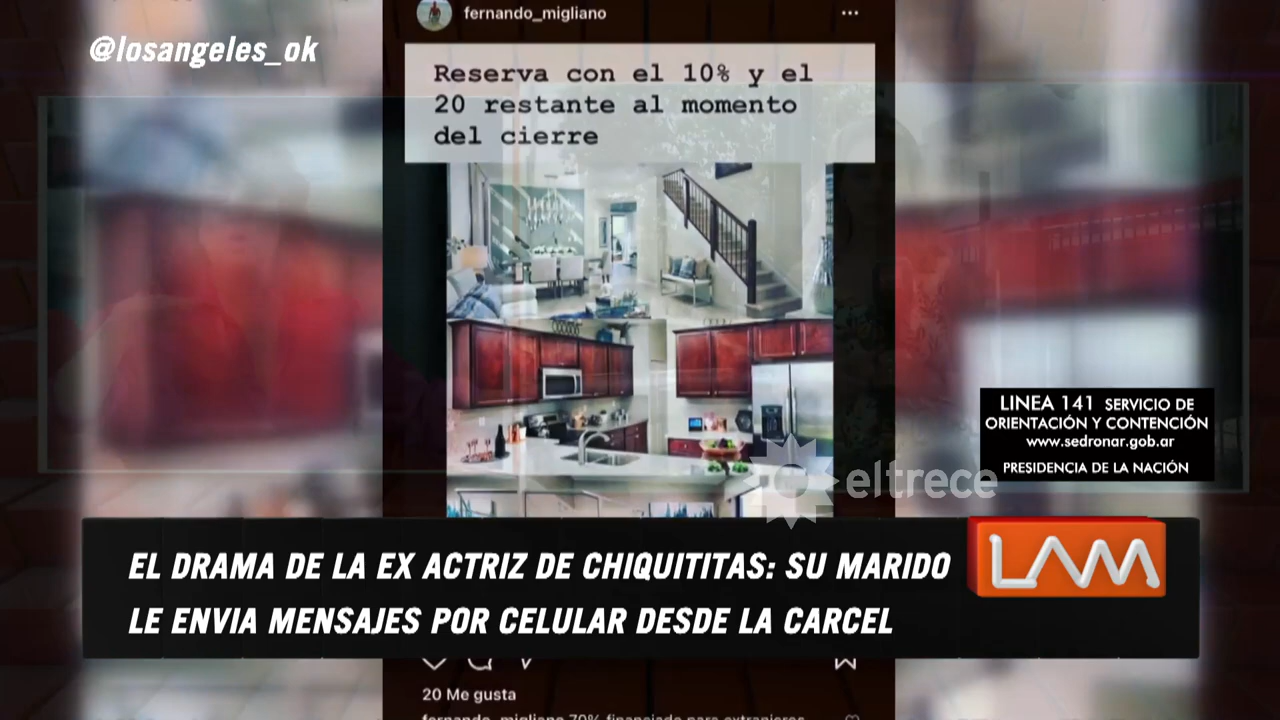 fernando_migliano
@losangeles_ok
Reserva con el 10% y el
20 restante al momento
del cierre
LINEA 141 SERVICIO DE
ORIENTACIÓN Y CONTENCIÓN
www.sedronar.gob.ar
PRESIDENCIA DE LA NACIÓN
eltrece
EL DRAMA DE LA EX ACTRIZ DE CHIQUITITAS: SU MARIDO
LE ENVIA MENSAJES POR CELULAR DESDE LA CARCEL
LAM
20 Me gusta
fernando_migliano 70% financiado para extranjeros